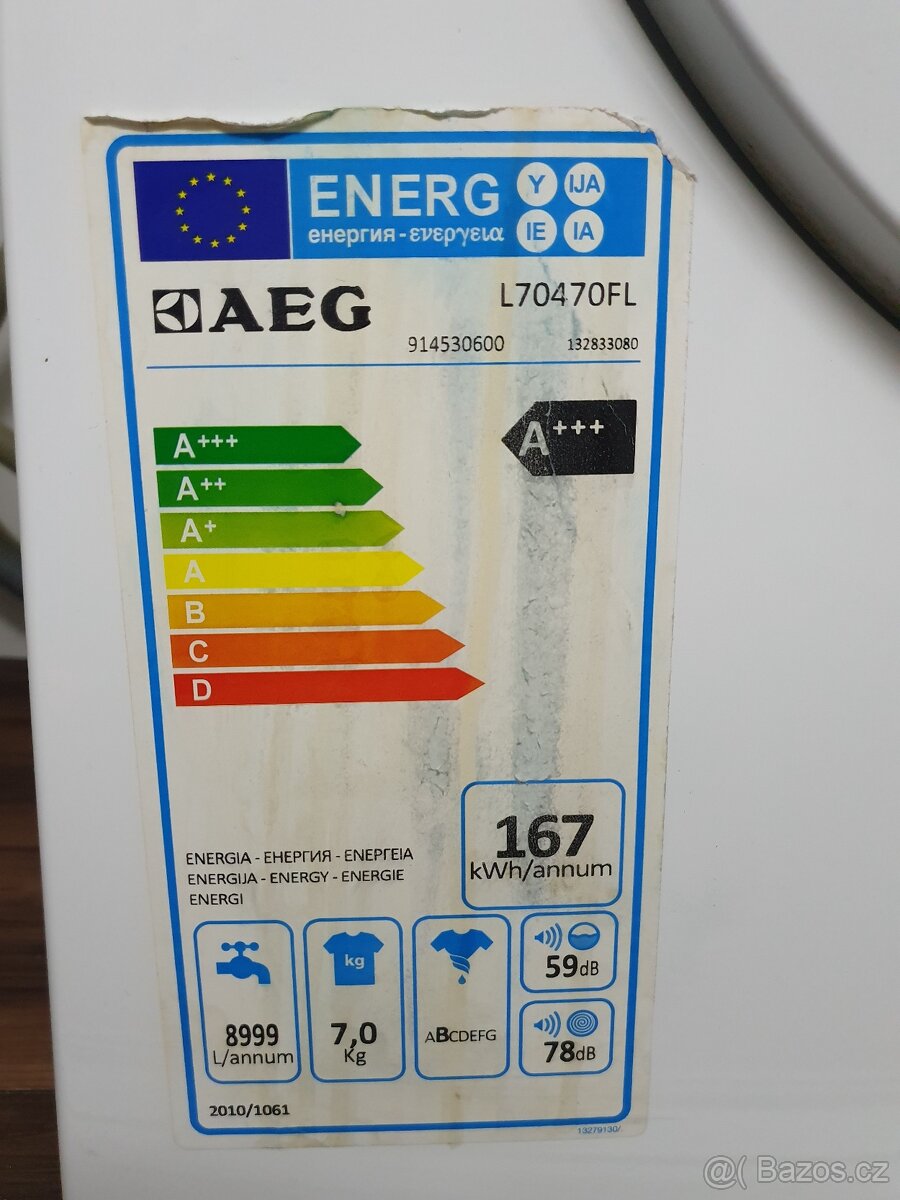 ENERG Y IJA
енергия - ενεργεια IE IA
AEG
L70470FL
914530600 132833080
A+++
A+++
A++
A+
A
B
C
D
167
kWh/annum
ENERGIA - ЕНЕРГИЯ - ΕΝΕΡΓΕΙΑ
ENERGIJA - ENERGY - ENERGIE
ENERGI
8999
L/annum
kg
7,0
Kg
ABCDEFG
59dB
78dB
2010/1061
13279130/.
@( Bazos.cz